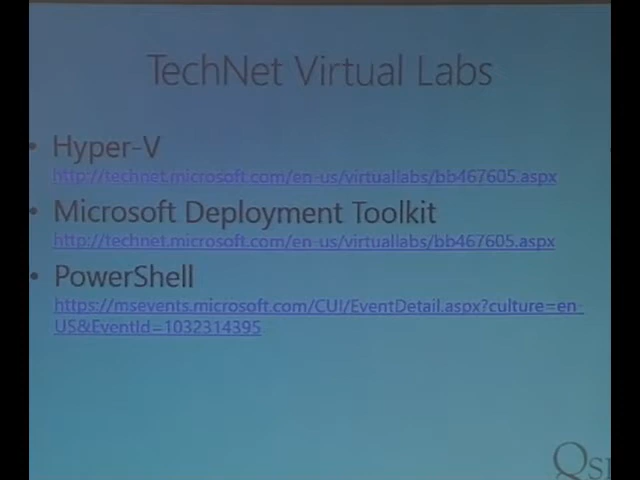 TechNet Virtual Labs
• Hyper-V
http://technet.microsoft.com/en-us/virtuallabs/bb467605.aspx
• Microsoft Deployment Toolkit
http://technet.microsoft.com/en-us/virtuallabs/bb467605.aspx
• PowerShell
https://msevents.microsoft.com/CUI/EventDetail.aspx?culture=en-
US&EventId=1032314395